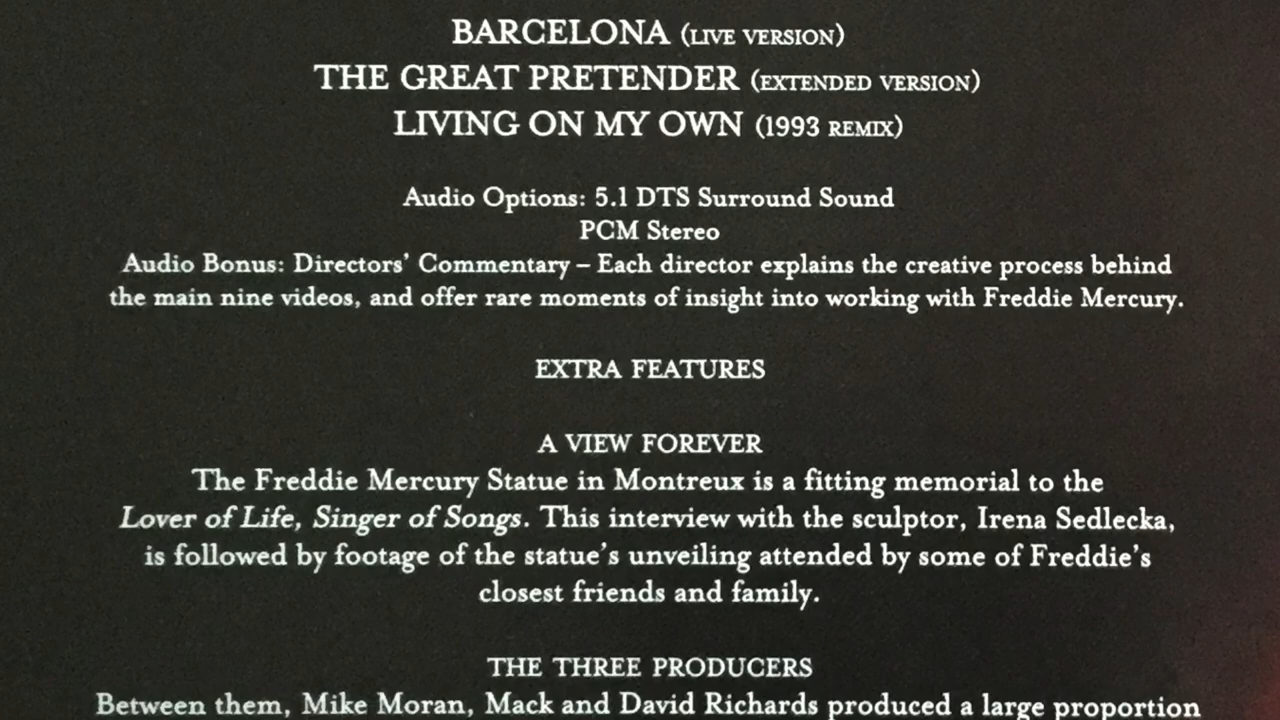 BARCELONA (LIVE VERSION)
THE GREAT PRETENDER (EXTENDED VERSION)
LIVING ON MY OWN (1993 REMIX)
Audio Options: 5.1 DTS Surround Sound
PCM Stereo
Audio Bonus: Directors’ Commentary – Each director explains the creative process behind
the main nine videos, and offer rare moments of insight into working with Freddie Mercury.
EXTRA FEATURES
A VIEW FOREVER
The Freddie Mercury Statue in Montreux is a fitting memorial to the
Lover of Life, Singer of Songs. This interview with the sculptor, Irena Sedlecka,
is followed by footage of the statue’s unveiling attended by some of Freddie’s
closest friends and family.
THE THREE PRODUCERS
Between them, Mike Moran, Mack and David Richards produced a large proportion